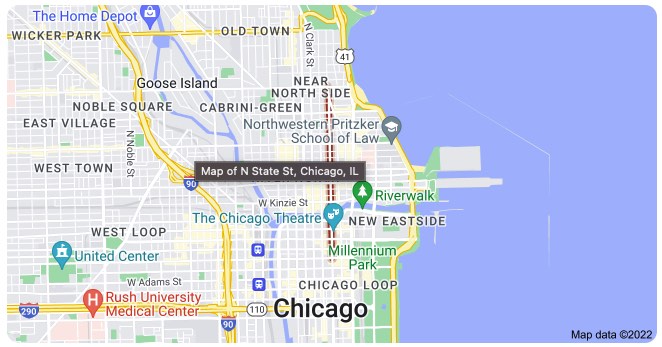 The Home Depot
WICKER PARK
OLD TOWN
N Clark St
41
Goose Island
NEAR
NORTH SIDE
NOBLE SQUARE
CABRINI-GREEN
EAST VILLAGE
Northwestern Pritzker
School of Law
N Noble St
WEST TOWN
Map of N State St, Chicago, IL
90
Riverwalk
W Kinzie St
The Chicago Theatre
NEW EASTSIDE
WEST LOOP
United Center
Millennium
Park
W Adams St
CHICAGO LOOP
Rush University
Medical Center
H
290
110
Chicago
90
Map data ©2022